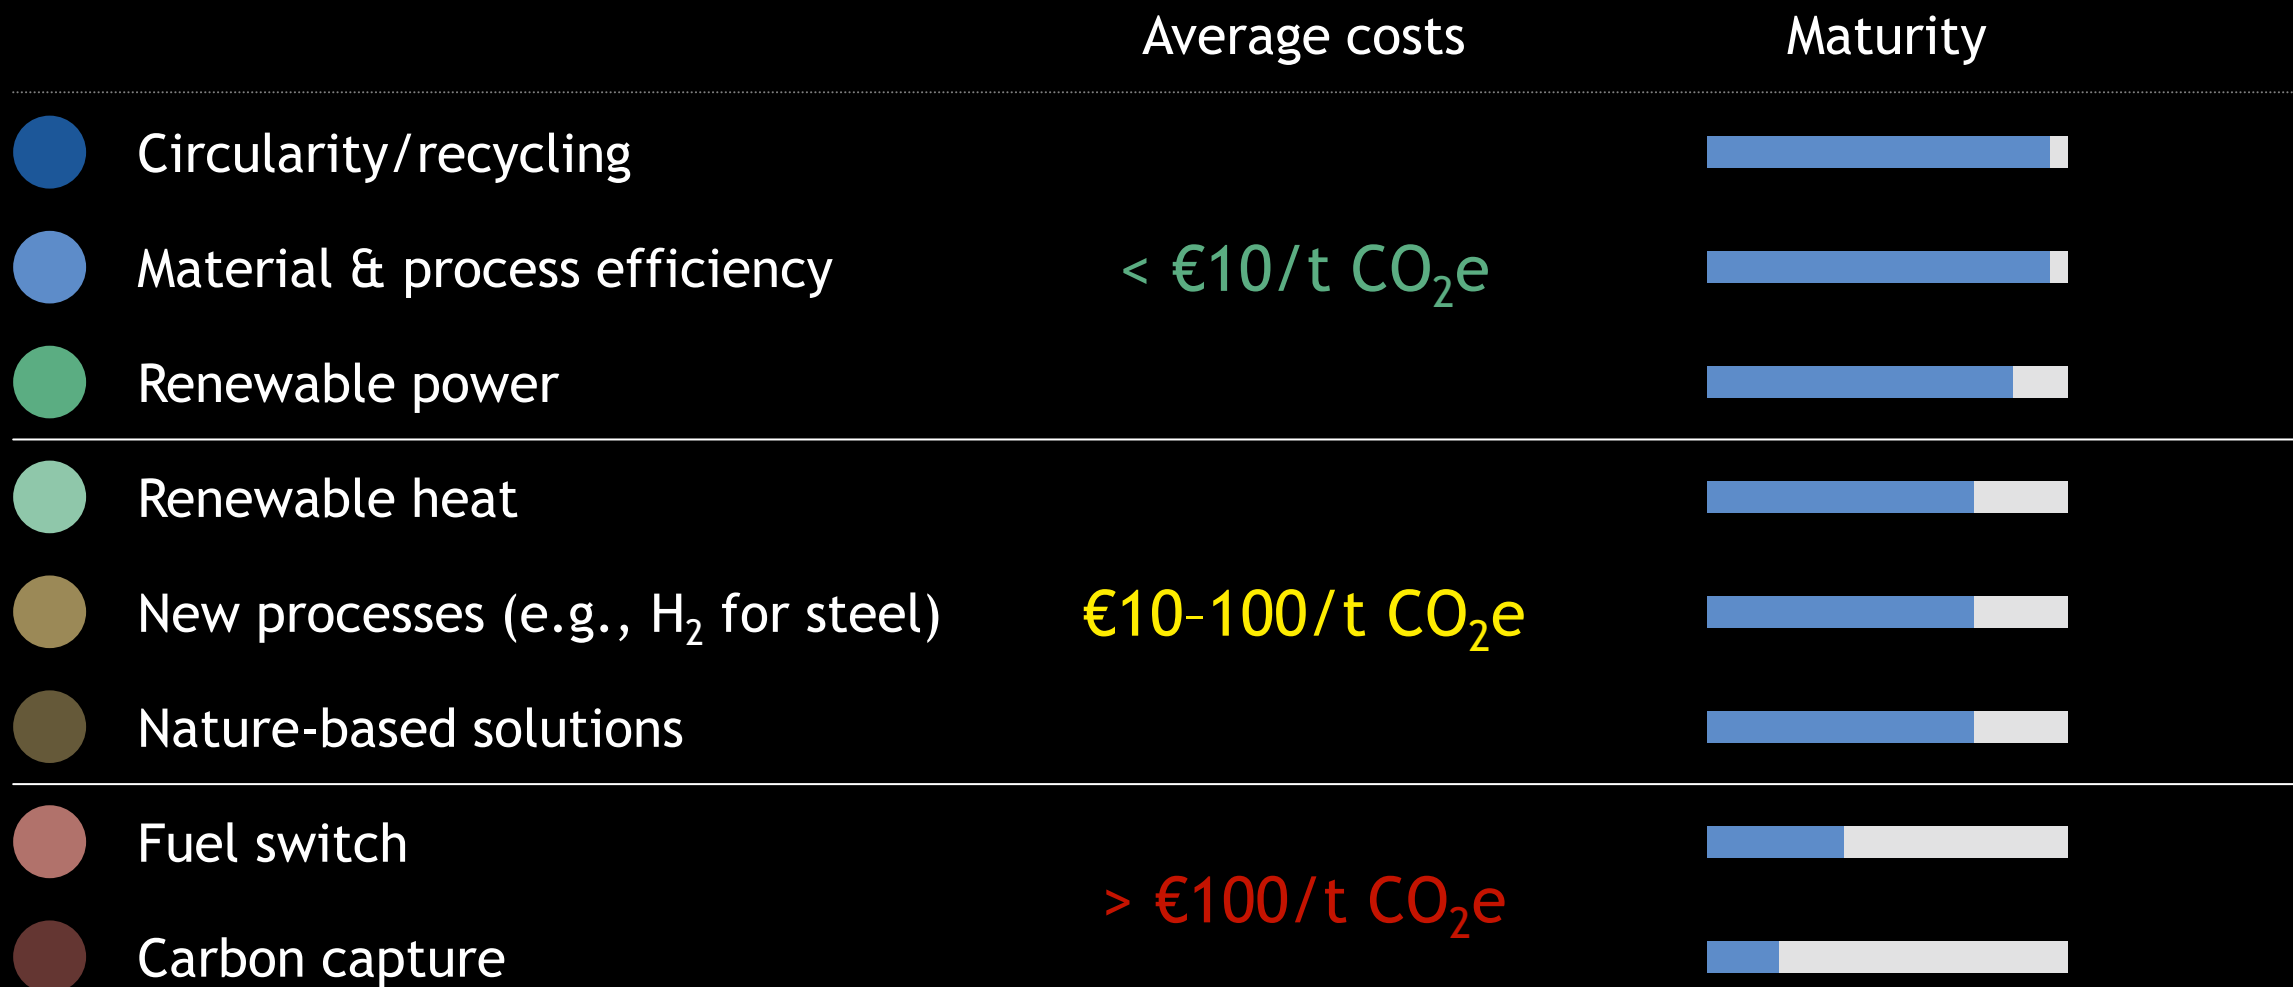 Average costs Maturity
Circularity/recycling
Material & process efficiency < €10/t CO₂e
Renewable power
Renewable heat
New processes (e.g., H₂ for steel) €10–100/t CO₂e
Nature-based solutions
Fuel switch
> €100/t CO₂e
Carbon capture